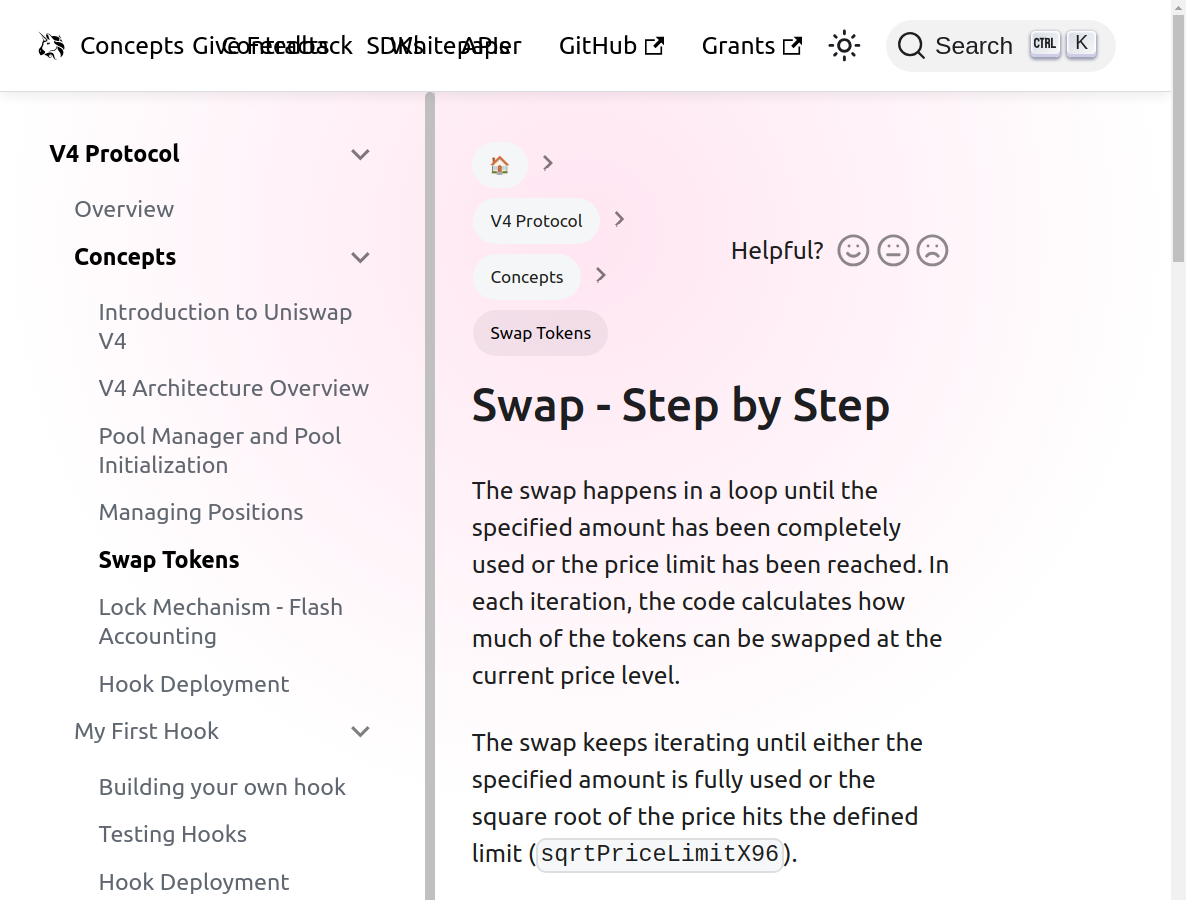 Concepts Give Feedback Contracts SDKs Whitepaper APIs GitHub Grants Search CTRL K
V4 Protocol
Overview
Concepts
Introduction to Uniswap
V4
V4 Architecture Overview
Pool Manager and Pool
Initialization
Managing Positions
Swap Tokens
Lock Mechanism - Flash
Accounting
Hook Deployment
My First Hook
Building your own hook
Testing Hooks
Hook Deployment
V4 Protocol
Concepts
Swap Tokens
Helpful?
Swap - Step by Step
The swap happens in a loop until the
specified amount has been completely
used or the price limit has been reached. In
each iteration, the code calculates how
much of the tokens can be swapped at the
current price level.
The swap keeps iterating until either the
specified amount is fully used or the
square root of the price hits the defined
limit (sqrtPriceLimitX96).